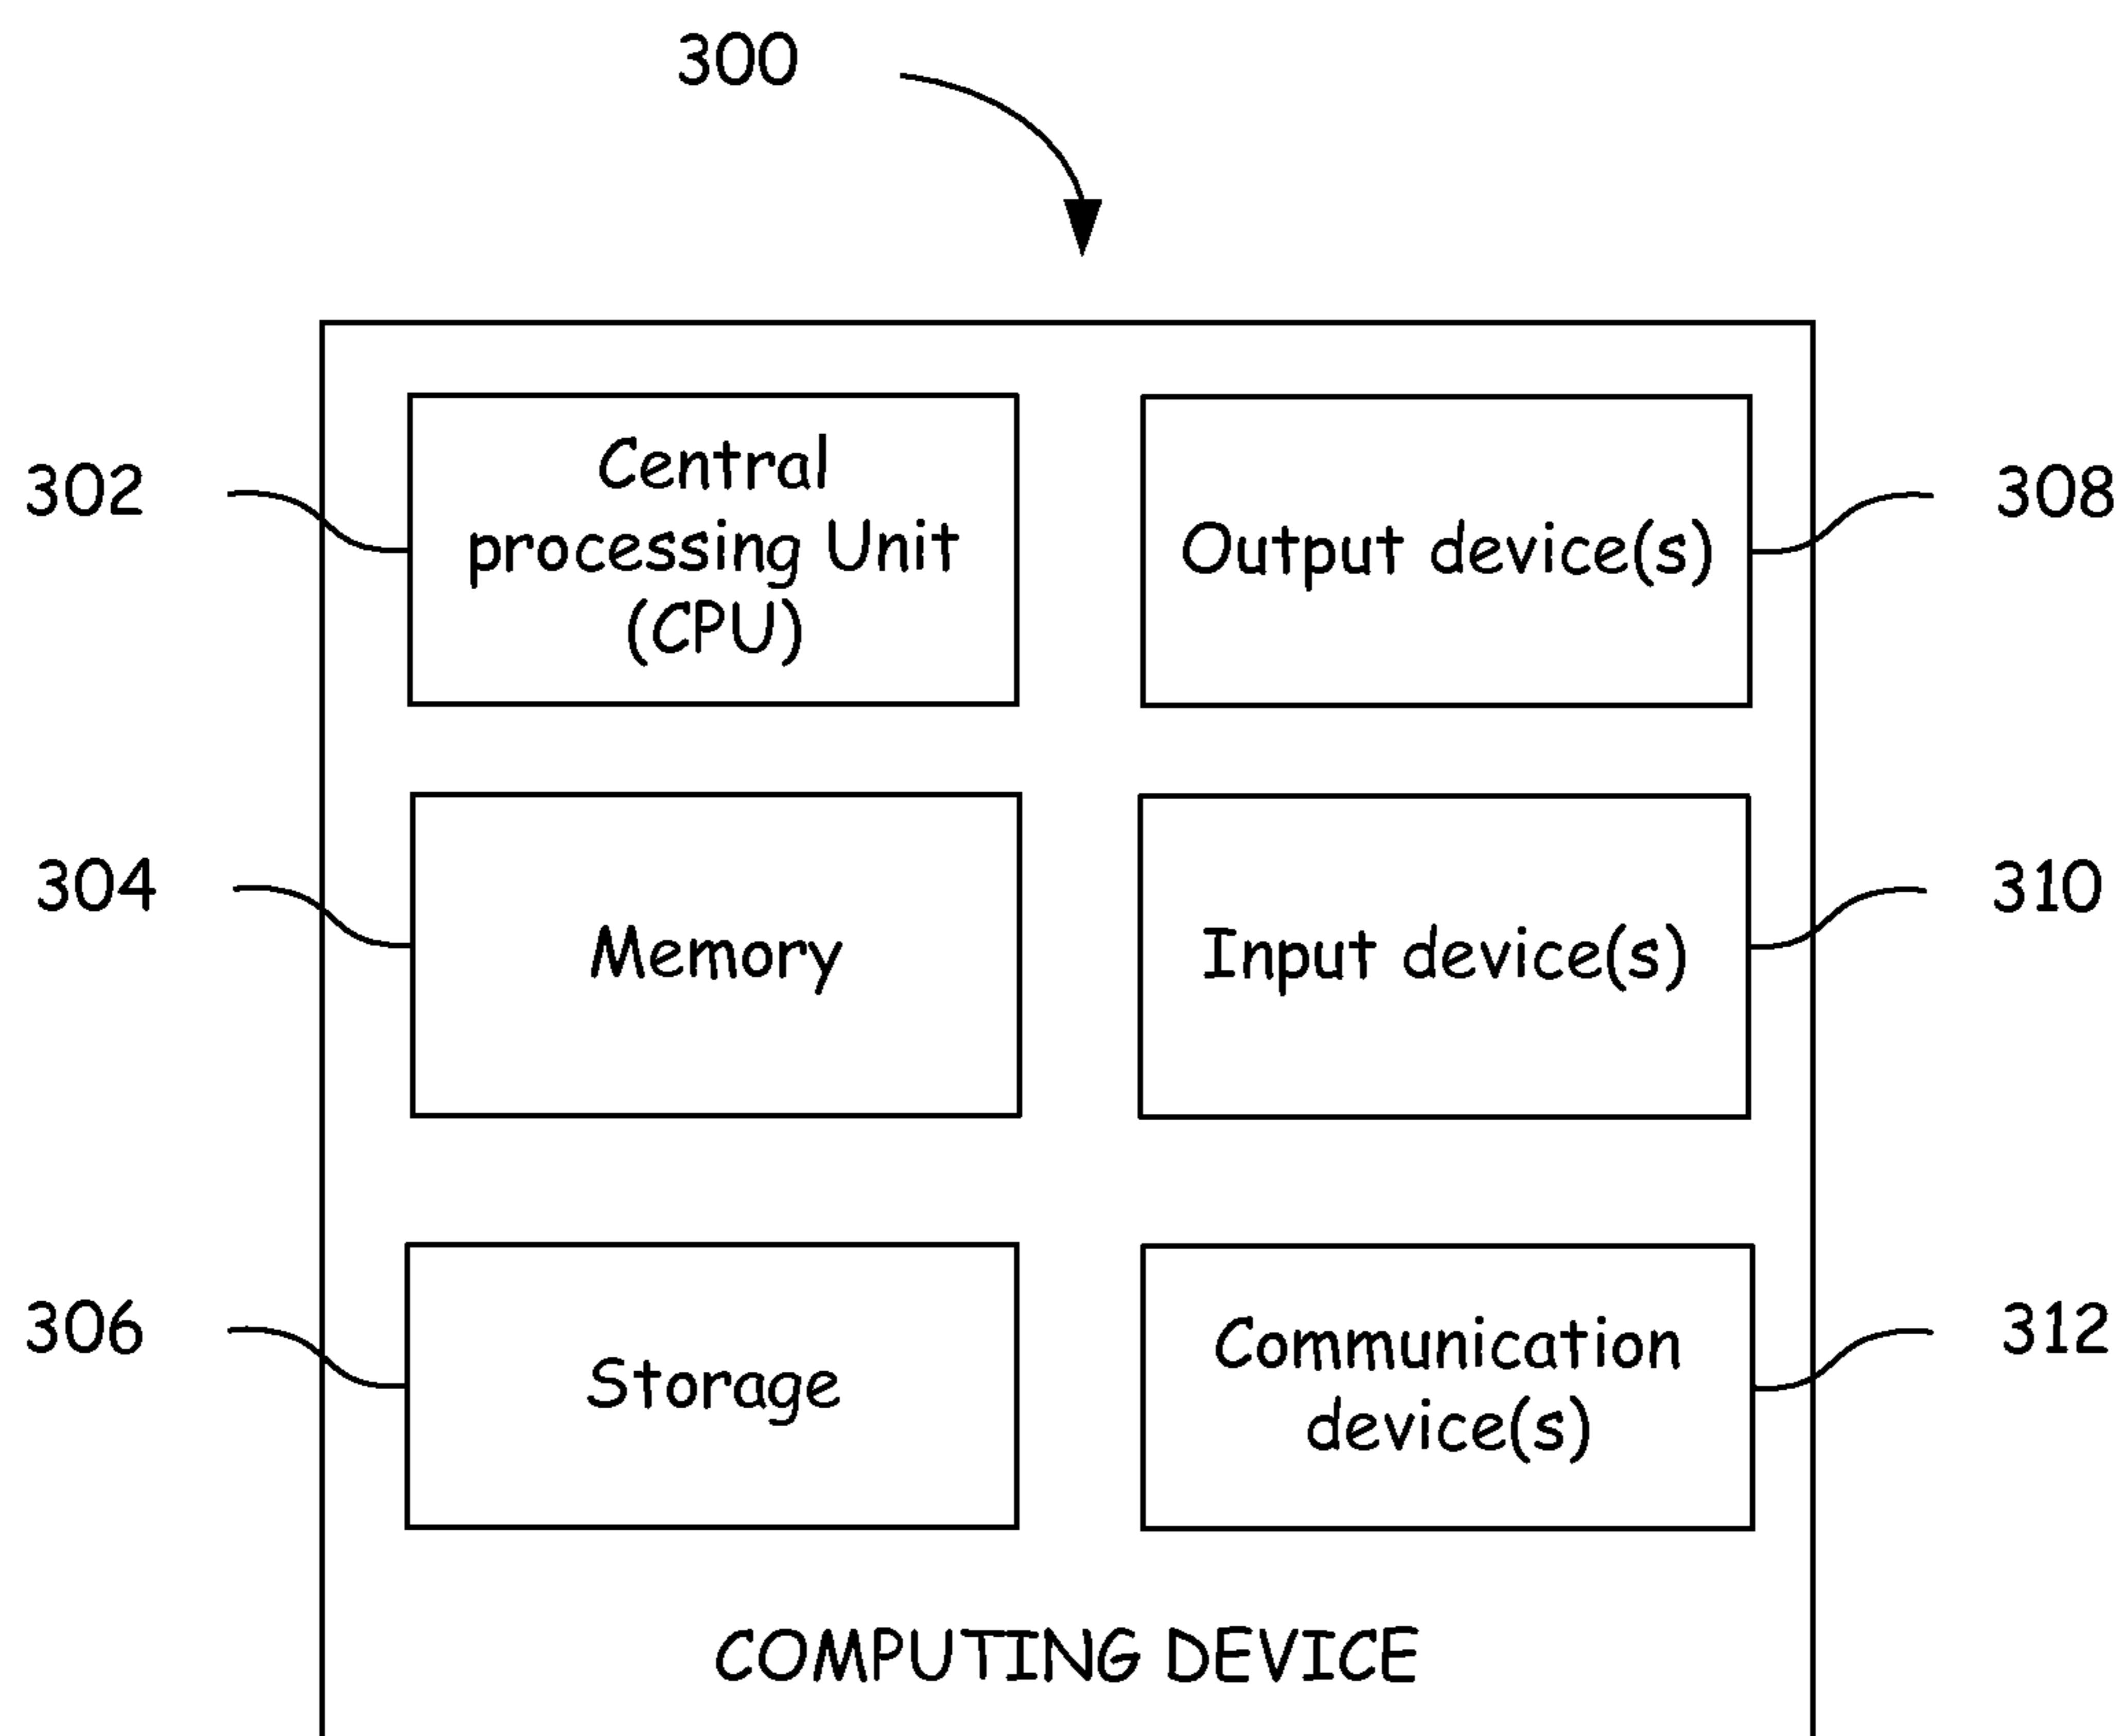 300
302
Central
processing Unit
(CPU)
Output device(s)
308
304
Memory
Input device(s)
310
306
Storage
Communication
device(s)
312
COMPUTING DEVICE